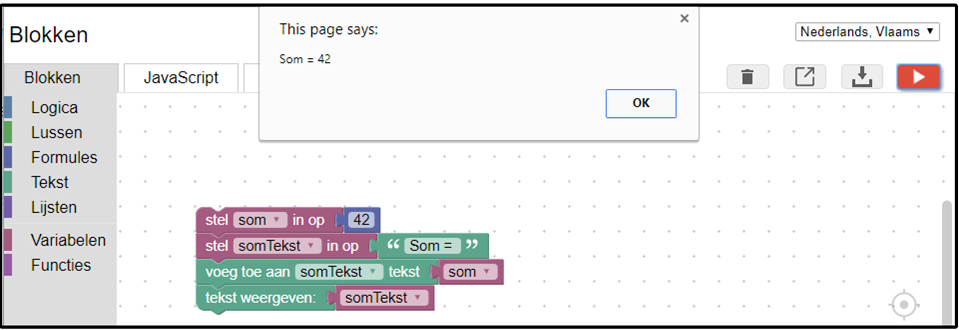 Blokken
This page says:
Som = 42
OK
Nederlands, Vlaams
Blokken
JavaScript
Logica
Lussen
Formules
Tekst
Lijsten
Variabelen
Functies
stel som in op 42
stel somTekst in op “ Som = ”
voeg toe aan somTekst tekst som
tekst weergeven: somTekst